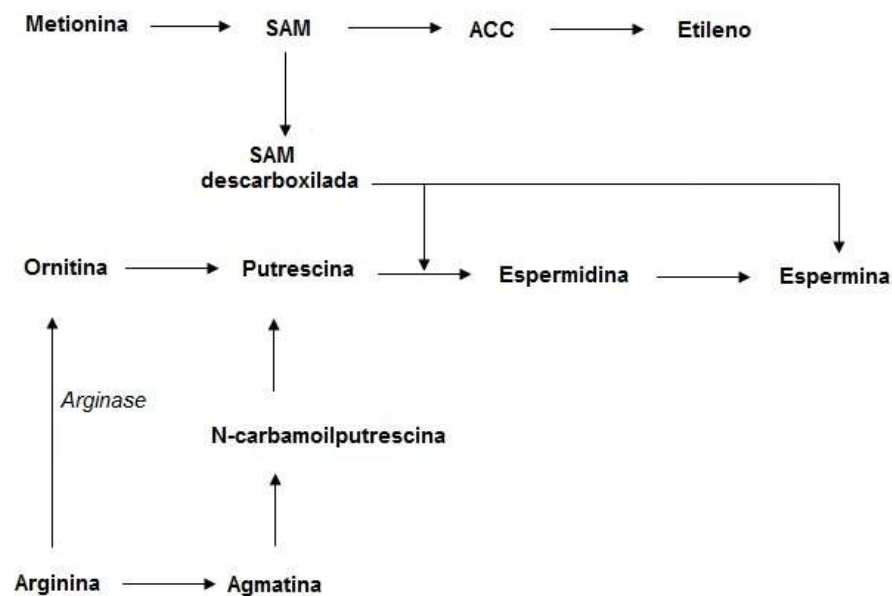 Metionina SAM ACC Etileno
SAM
descarboxilada
Ornitina Putrescina Espermidina Espermina
Arginase
N-carbamoilputrescina
Arginina Agmatina